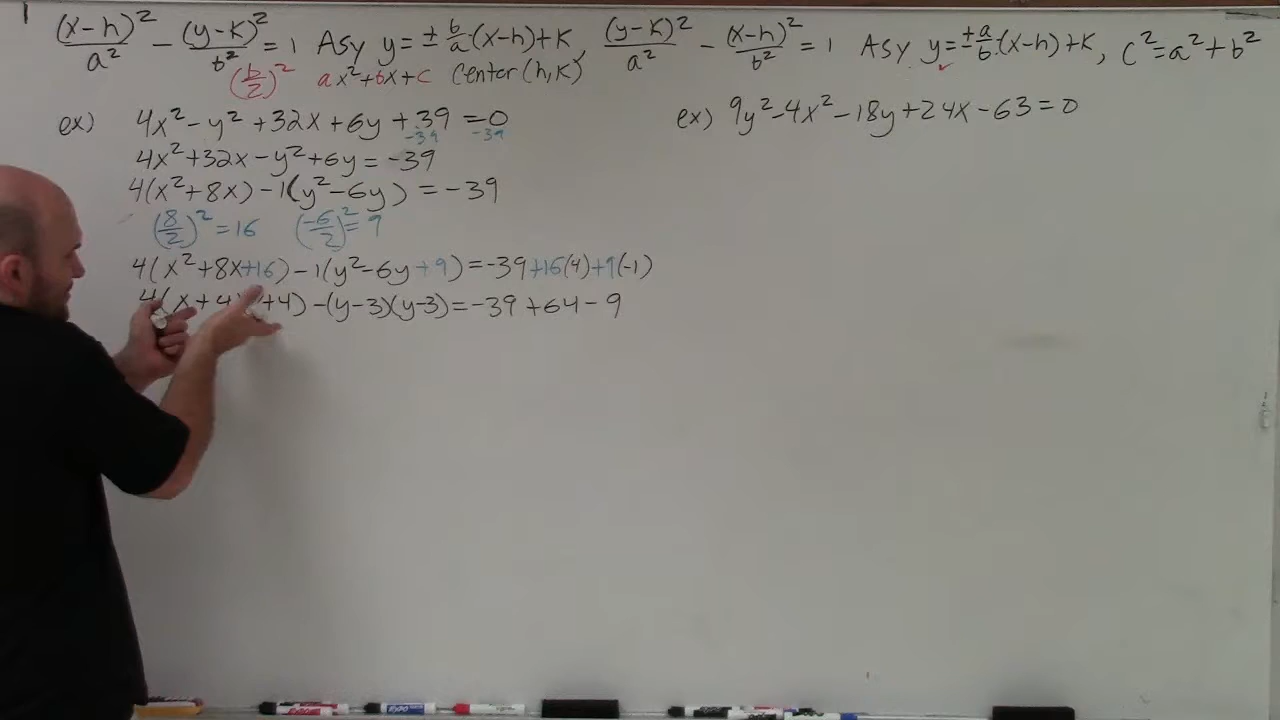 (x-h)²/a² - (y-k)²/b² = 1 Asy y=± b/a·(x-h)+k, (y-k)²/a² - (x-h)²/b² = 1 Asy y=±a/b·(x-h)+k, c²=a²+b²
(b/2)² ax²+bx+c center (h,k)
ex) 4x²-y²+32x+6y+39=0
-39 -39
4x²+32x-y²+6y=-39
4(x²+8x)-1(y²-6y)=-39
(8/2)²=16 (-6/2)²=9
4(x²+8x+16)-1(y²-6y+9)=-39+16(4)+9(-1)
4(x+4)(x+4)-(y-3)(y-3)=-39+64-9
ex) 9y²-4x²-18y+24x-63=0
EXPO